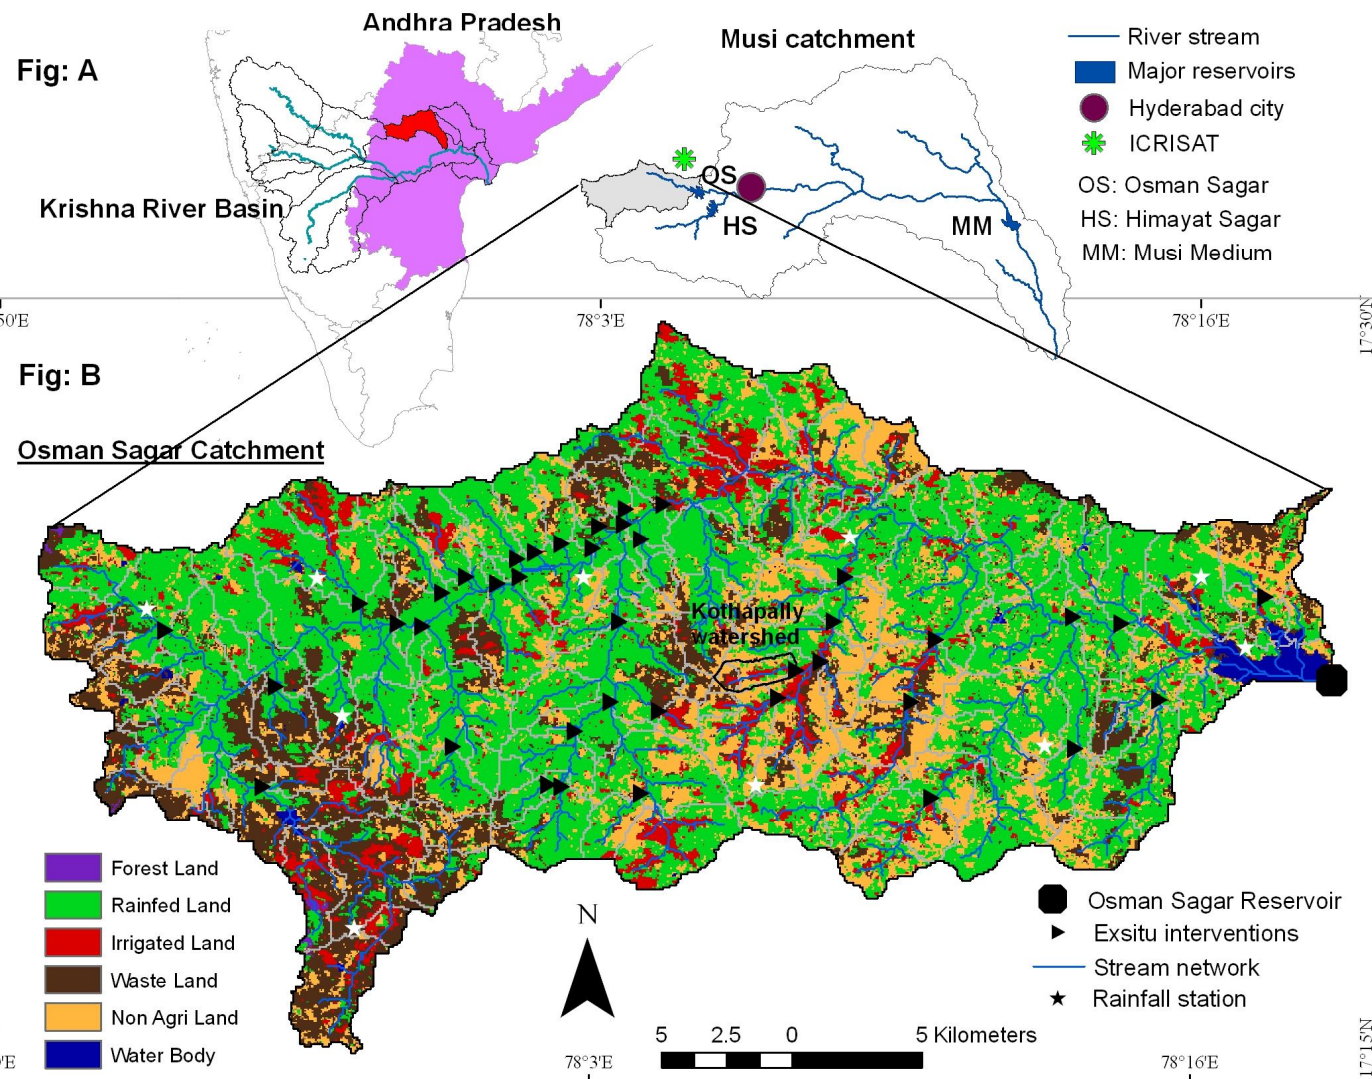 Andhra Pradesh
Fig: A
Musi catchment
River stream
Major reservoirs
Hyderabad city
ICRISAT
OS: Osman Sagar
HS: Himayat Sagar
MM: Musi Medium
OS
HS
MM
Krishna River Basin
50'E
78°3'E
78°16'E
17°30'N
Fig: B
Osman Sagar Catchment
Kothapally
watershed
Forest Land
Rainfed Land
Irrigated Land
Waste Land
Non Agri Land
Water Body
N
5 2.5 0 5 Kilometers
Osman Sagar Reservoir
Exsitu interventions
Stream network
Rainfall station
'E
78°3'E
78°16'E
17°15'N